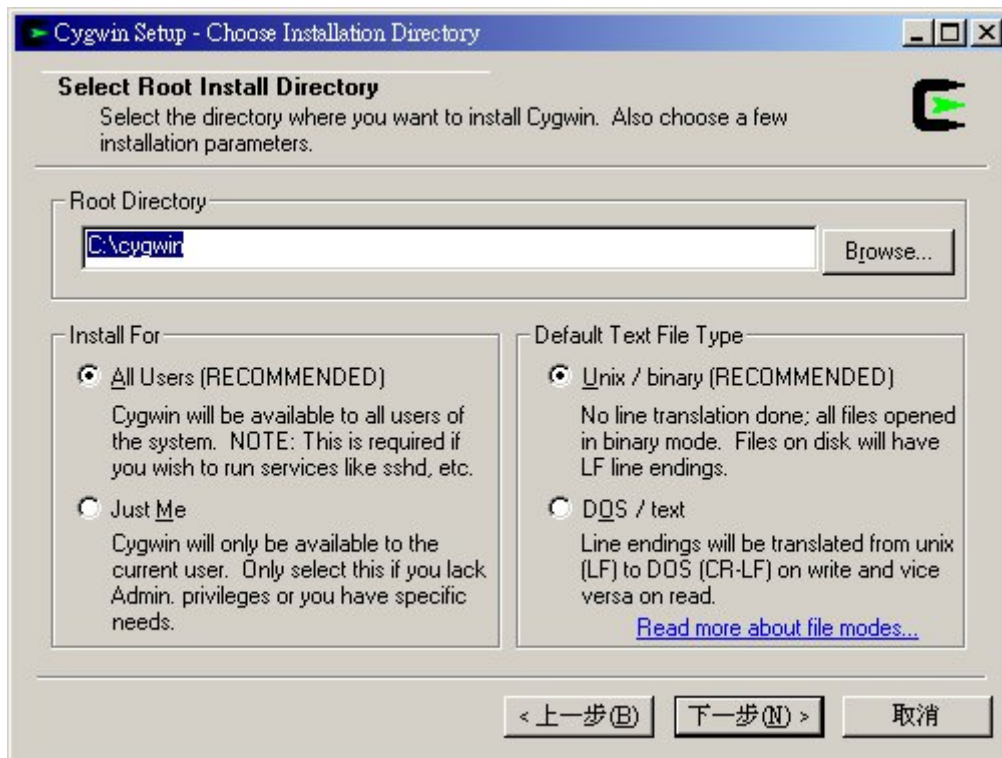 Cygwin Setup - Choose Installation Directory
Select Root Install Directory
Select the directory where you want to install Cygwin. Also choose a few
installation parameters.
Root Directory
C:\cygwin
Browse...
Install For
All Users (RECOMMENDED)
Cygwin will be available to all users of
the system. NOTE: This is required if
you wish to run services like sshd, etc.
Just Me
Cygwin will only be available to the
current user. Only select this if you lack
Admin. privileges or you have specific
needs.
Default Text File Type
Unix / binary (RECOMMENDED)
No line translation done; all files opened
in binary mode. Files on disk will have
LF line endings.
DOS / text
Line endings will be translated from unix
(LF) to DOS (CR-LF) on write and vice
versa on read.
Read more about file modes...
< 上一步(B)
下一步(N) >
取消